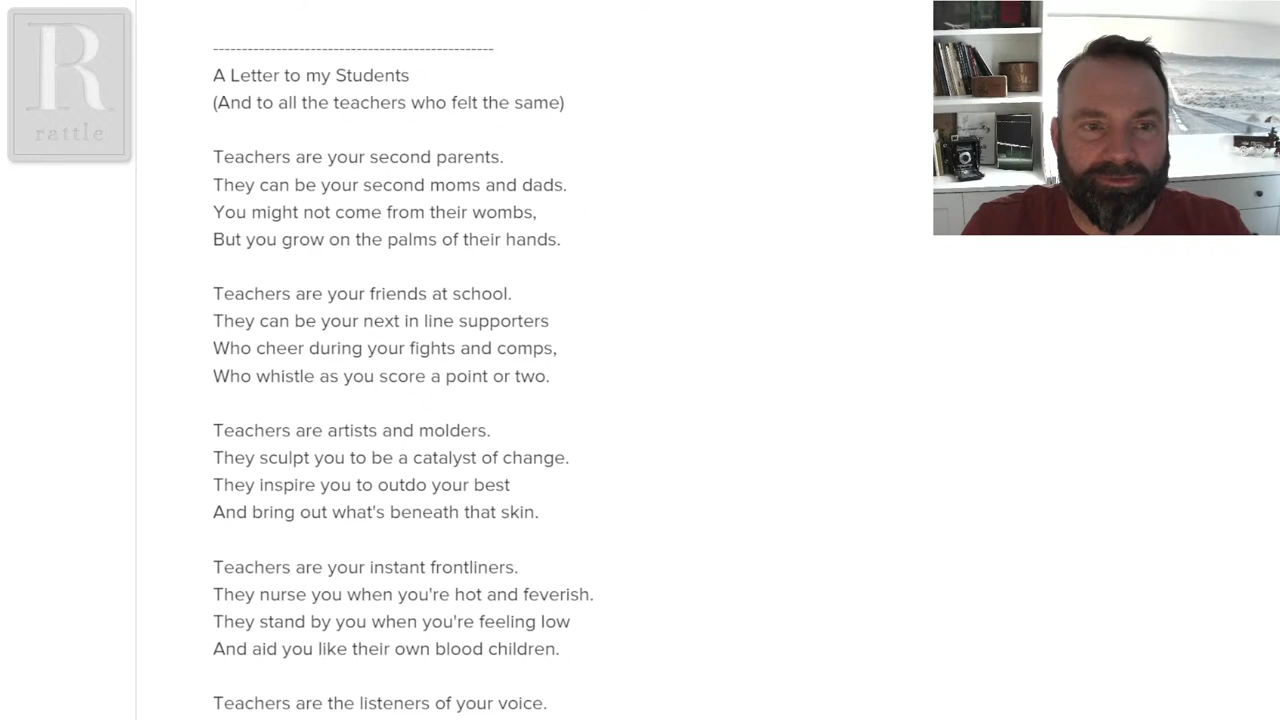 R
rattle
-------------------------------------------------
A Letter to my Students
(And to all the teachers who felt the same)
Teachers are your second parents.
They can be your second moms and dads.
You might not come from their wombs,
But you grow on the palms of their hands.
Teachers are your friends at school.
They can be your next in line supporters
Who cheer during your fights and comps,
Who whistle as you score a point or two.
Teachers are artists and molders.
They sculpt you to be a catalyst of change.
They inspire you to outdo your best
And bring out what's beneath that skin.
Teachers are your instant frontliners.
They nurse you when you're hot and feverish.
They stand by you when you're feeling low
And aid you like their own blood children.
Teachers are the listeners of your voice.